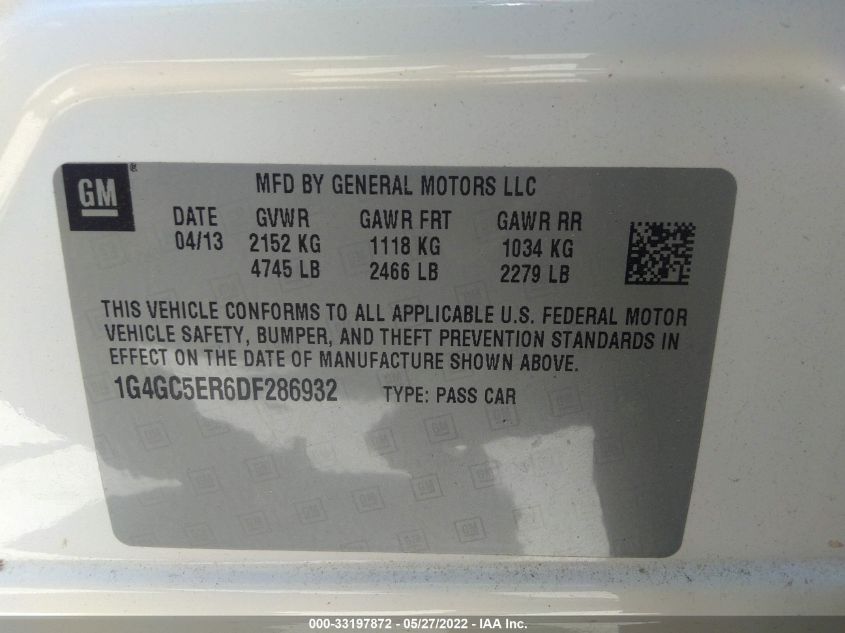 GM ®
MFD BY GENERAL MOTORS LLC
DATE GVWR GAWR FRT GAWR RR
04/13 2152 KG 1118 KG 1034 KG
4745 LB 2466 LB 2279 LB
THIS VEHICLE CONFORMS TO ALL APPLICABLE U.S. FEDERAL MOTOR
VEHICLE SAFETY, BUMPER, AND THEFT PREVENTION STANDARDS IN
EFFECT ON THE DATE OF MANUFACTURE SHOWN ABOVE.
1G4GC5ER6DF286932 TYPE: PASS CAR
000-33197872 - 05/27/2022 - IAA Inc.